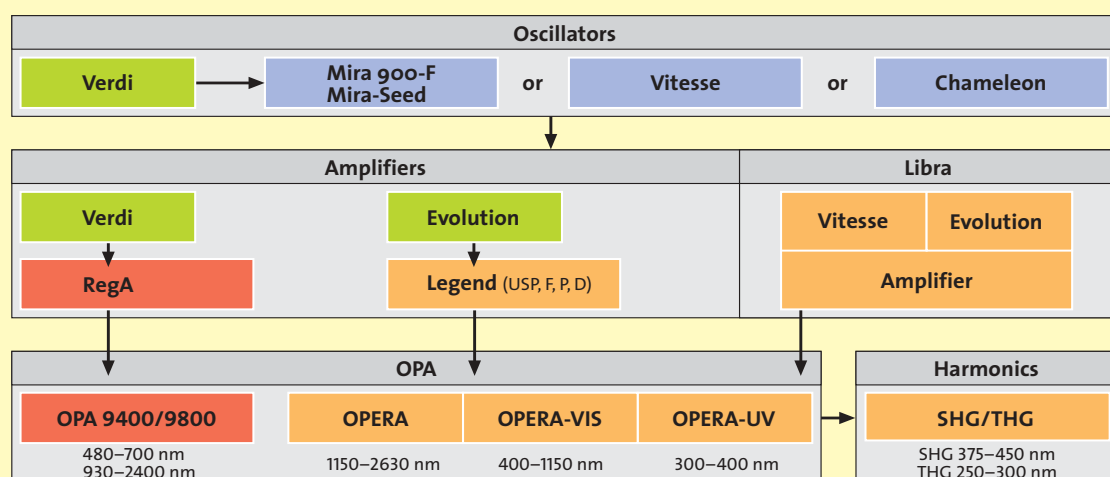 Oscillators
Verdi
Mira 900-F
Mira-Seed
or
Vitesse
or
Chameleon
Amplifiers
Libra
Verdi
Evolution
Vitesse
Evolution
RegA
Legend (USP, F, P, D)
Amplifier
OPA
Harmonics
OPA 9400/9800
OPERA
OPERA-VIS
OPERA-UV
SHG/THG
480–700 nm
930–2400 nm
1150–2630 nm
400–1150 nm
300–400 nm
SHG 375–450 nm
THG 250–300 nm